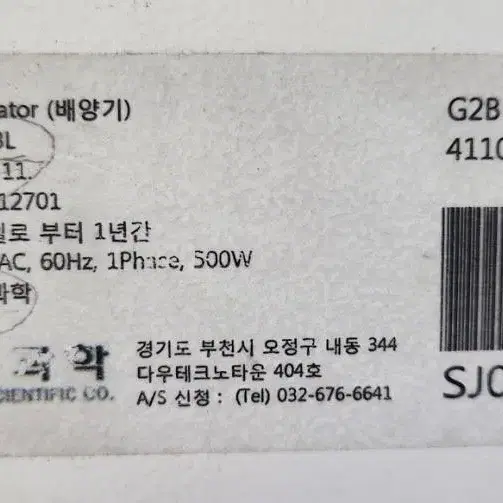 ator (배양기)
3L
11.
12701
일로 부터 1년간
AC, 60Hz, 1Phase, 500W
과학
과학
CIENTIFIC CO.
경기도 부천시 오정구 내동 344
다우테크노타운 404호
A/S 신청 : (Tel) 032-676-6641
G2B
4110
SJ0